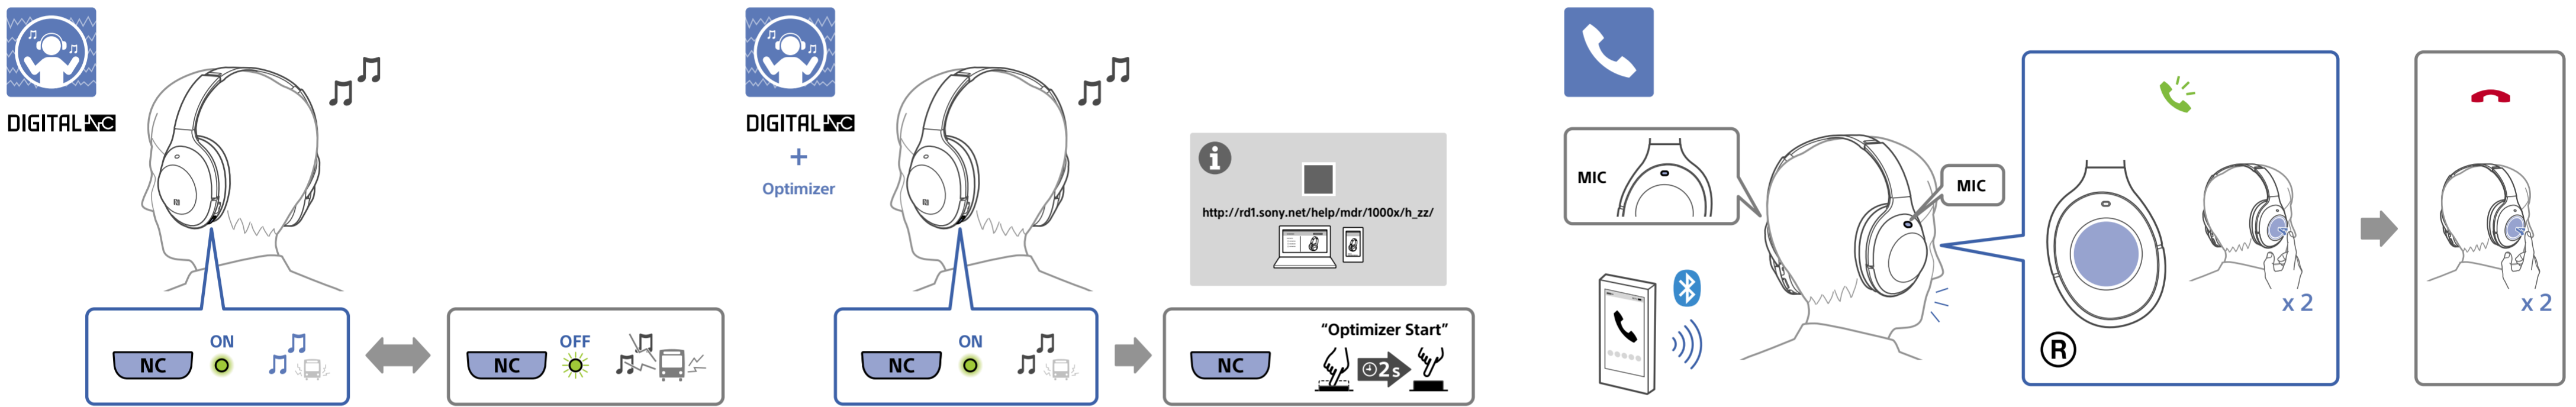 DIGITAL NC
NC
ON
NC
OFF
DIGITAL NC
+
Optimizer
NC
ON
http://rd1.sony.net/help/mdr/1000x/h_zz/
NC
“Optimizer Start”
2s
MIC
MIC
R
x 2
x 2